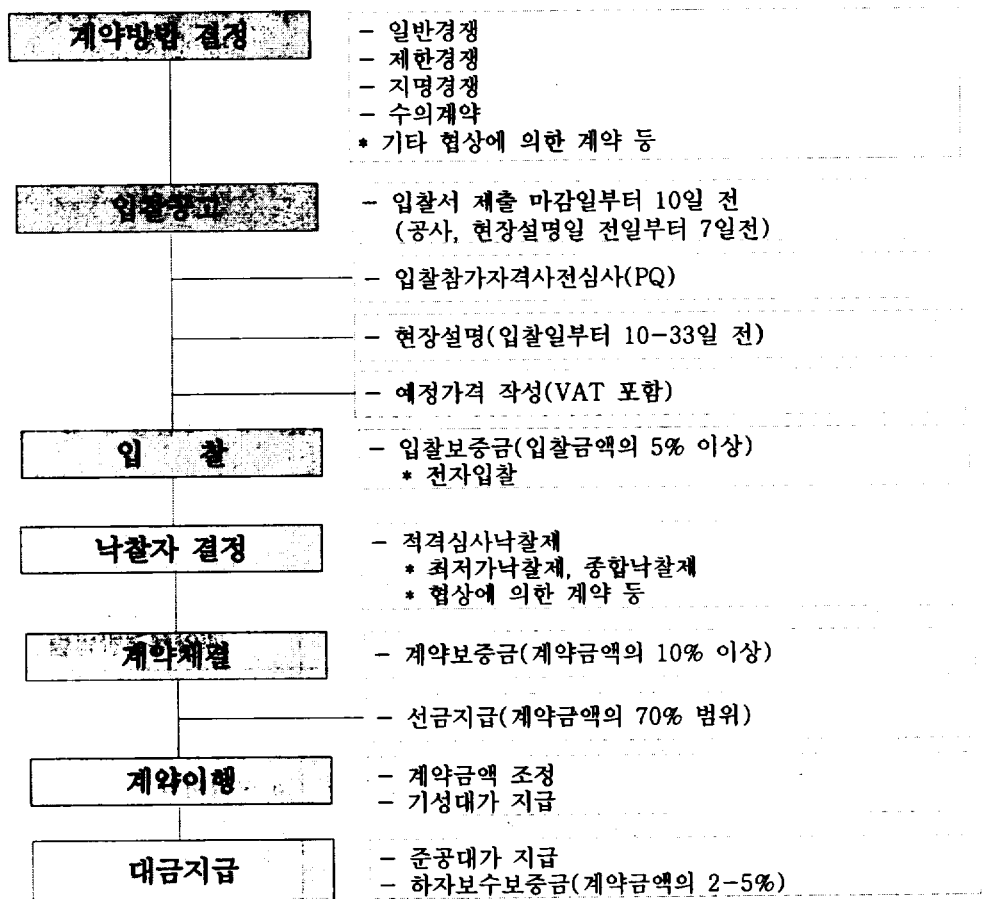 계약방법 결정
- 일반경쟁
- 제한경쟁
- 지명경쟁
- 수의계약
* 기타 협상에 의한 계약 등
입찰공고
- 입찰서 제출 마감일부터 10일 전
(공사, 현장설명일 전일부터 7일전)
- 입찰참가자격사전심사(PQ)
- 현장설명(입찰일부터 10-33일 전)
- 예정가격 작성(VAT 포함)
입 찰
- 입찰보증금(입찰금액의 5% 이상)
* 전자입찰
낙찰자 결정
- 적격심사낙찰제
* 최저가낙찰제, 종합낙찰제
* 협상에 의한 계약 등
계약체결
- 계약보증금(계약금액의 10% 이상)
- 선금지급(계약금액의 70% 범위)
계약이행
- 계약금액 조정
- 기성대가 지급
대금지급
- 준공대가 지급
- 하자보수보증금(계약금액의 2-5%)